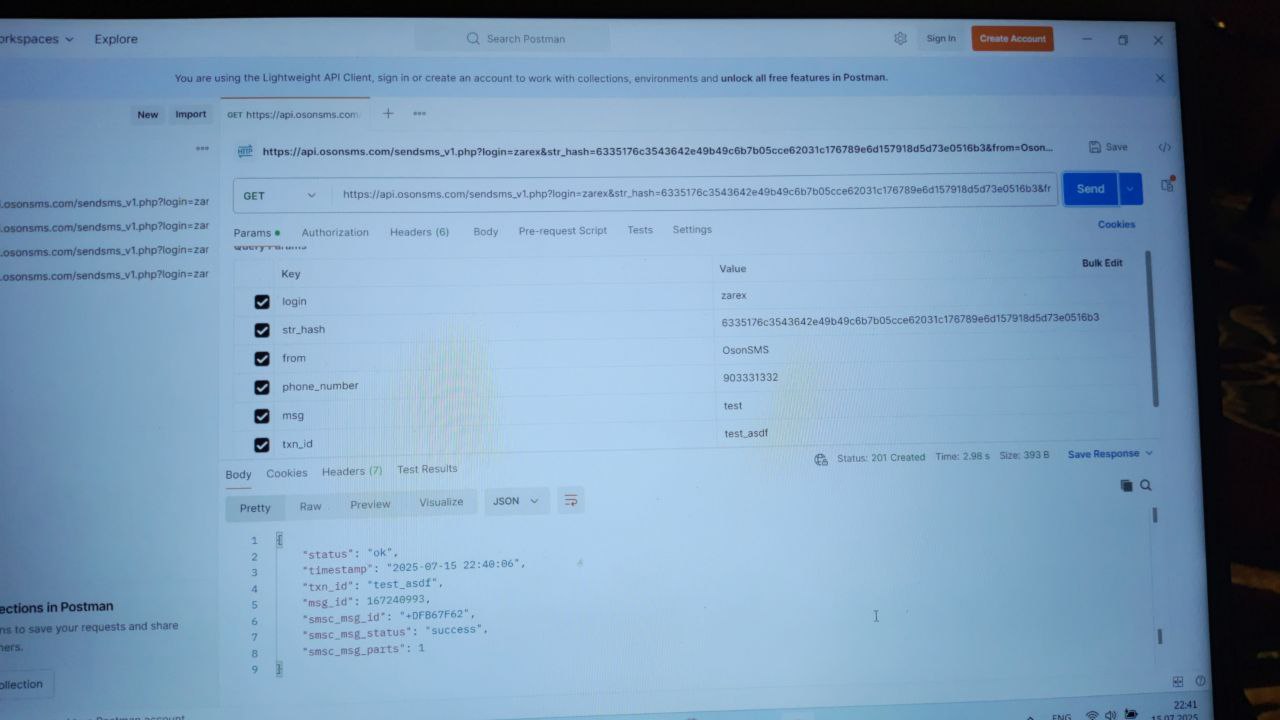 orkspaces
Explore
Search Postman
Sign In
Create Account
You are using the Lightweight API Client, sign in or create an account to work with collections, environments and unlock all free features in Postman.
New
Import
GET https://api.osonsms.com
https://api.osonsms.com/sendsms_v1.php?login=zarex&str_hash=6335176c3543642e49b49c6b7b05cce62031c176789e6d157918d5d73e0516b3&from=Oson...
Save
GET
https://api.osonsms.com/sendsms_v1.php?login=zarex&str_hash=6335176c3543642e49b49c6b7b05cce62031c176789e6d157918d5d73e0516b3&fr
Send
.osonsms.com/sendsms_v1.php?login=zar
.osonsms.com/sendsms_v1.php?login=zar
.osonsms.com/sendsms_v1.php?login=zar
.osonsms.com/sendsms_v1.php?login=zar
Params
Authorization
Headers (6)
Body
Pre-request Script
Tests
Settings
Cookies
Query Params
Key
Value
Bulk Edit
login
zarex
str_hash
6335176c3543642e49b49c6b7b05cce62031c176789e6d157918d5d73e0516b3
from
OsonSMS
phone_number
903331332
msg
test
txn_id
test_asdf
Body
Cookies
Headers (7)
Test Results
Status: 201 Created
Time: 2.98 s
Size: 393 B
Save Response
Pretty
Raw
Preview
Visualize
JSON
1 {
2 "status": "ok",
3 "timestamp": "2025-07-15 22:40:06",
4 "txn_id": "test_asdf",
5 "msg_id": 167240993,
6 "smsc_msg_id": "+DFB67F62",
7 "smsc_msg_status": "success",
8 "smsc_msg_parts": 1
9 }
ections in Postman
ns to save your requests and share
ers.
ollection
Postman account
ENG
22:41
15.07.2025